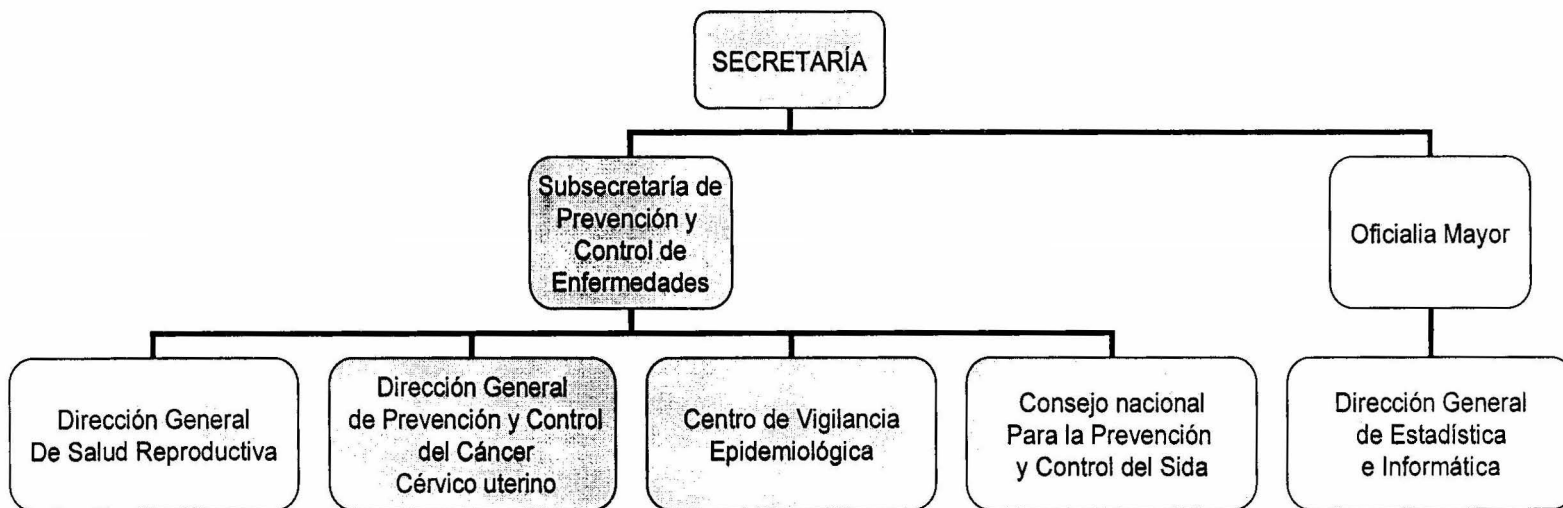 SECRETARÍA
Subsecretaría de
Prevención y
Control de
Enfermedades
Oficialia Mayor
Dirección General
De Salud Reproductiva
Dirección General
de Prevención y Control
del Cáncer
Cérvico uterino
Centro de Vigilancia
Epidemiológica
Consejo nacional
Para la Prevención
y Control del Sida
Dirección General
de Estadística
e Informática